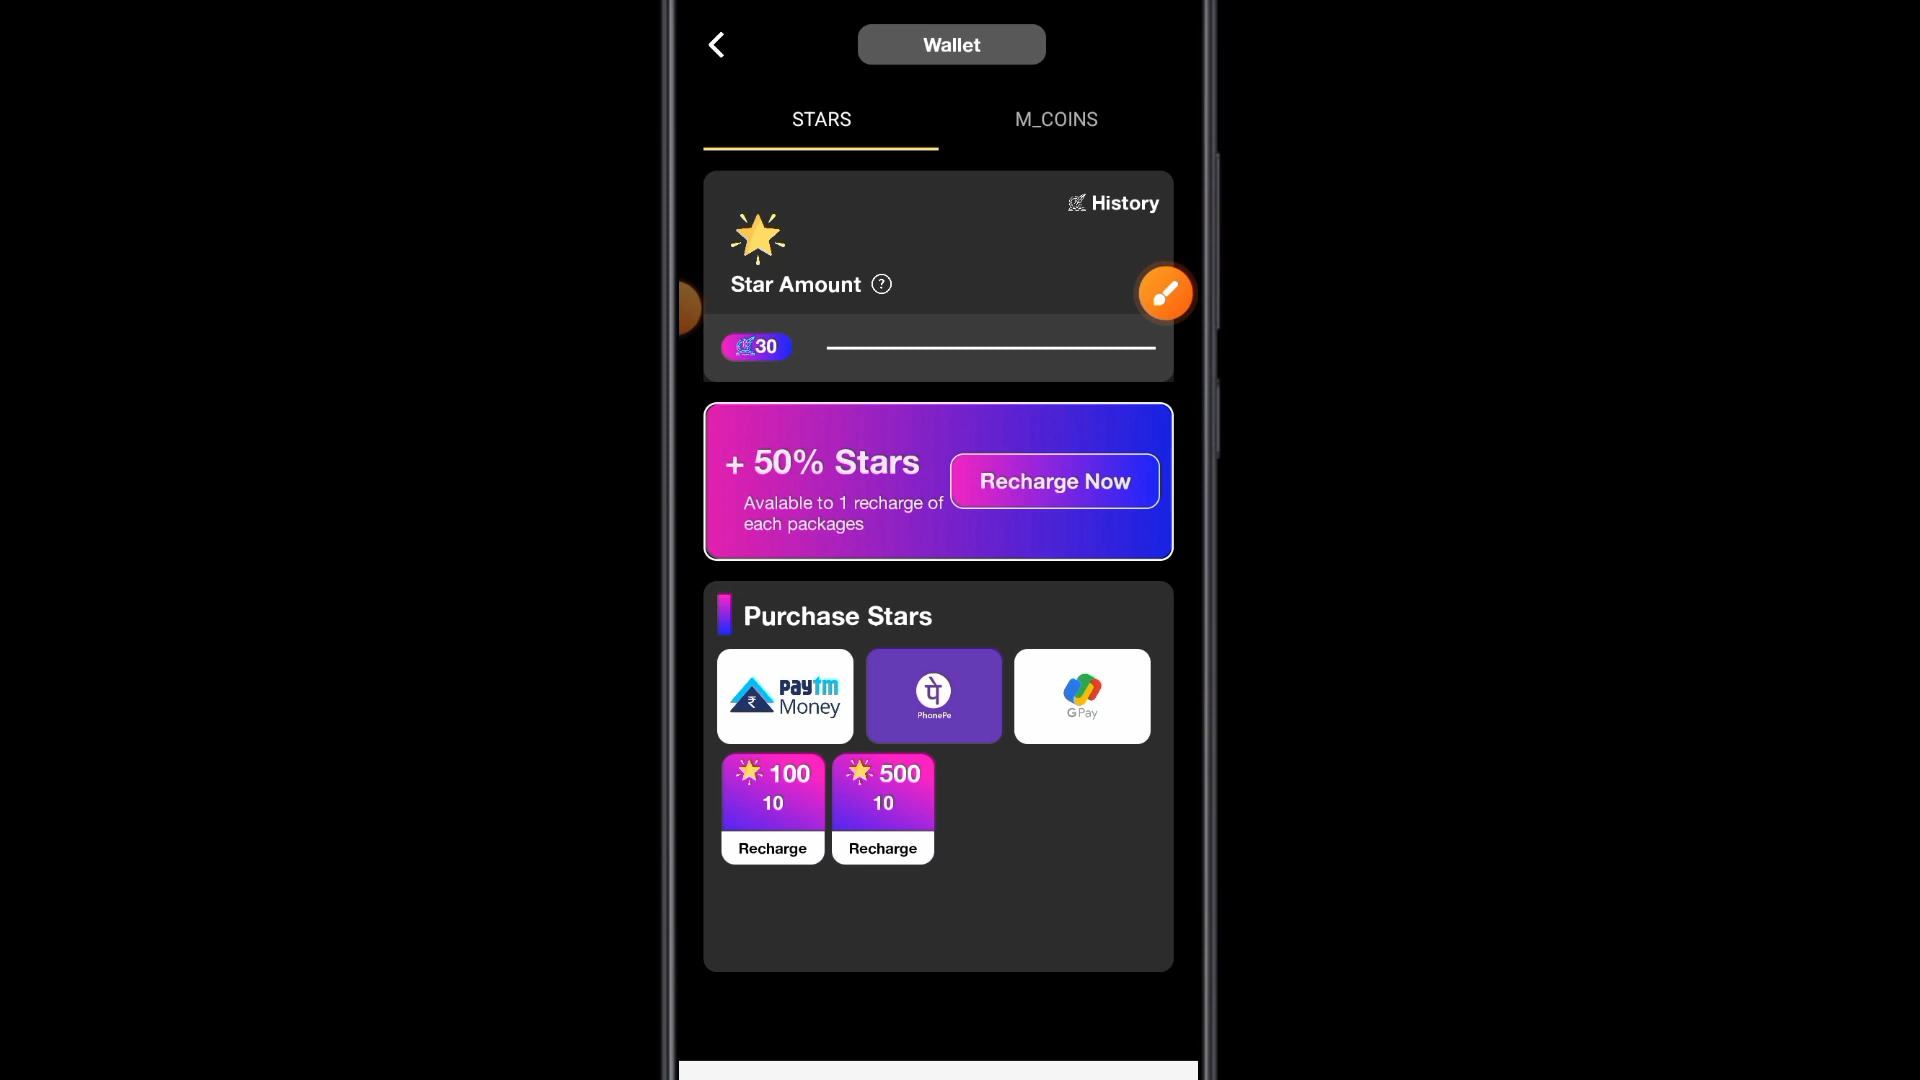 Wallet
STARS
M_COINS
History
Star Amount ?
30
+ 50% Stars
Avalable to 1 recharge of
each packages
Recharge Now
Purchase Stars
₹ paytm
Money
पे
PhonePe
G Pay
100
10
Recharge
500
10
Recharge